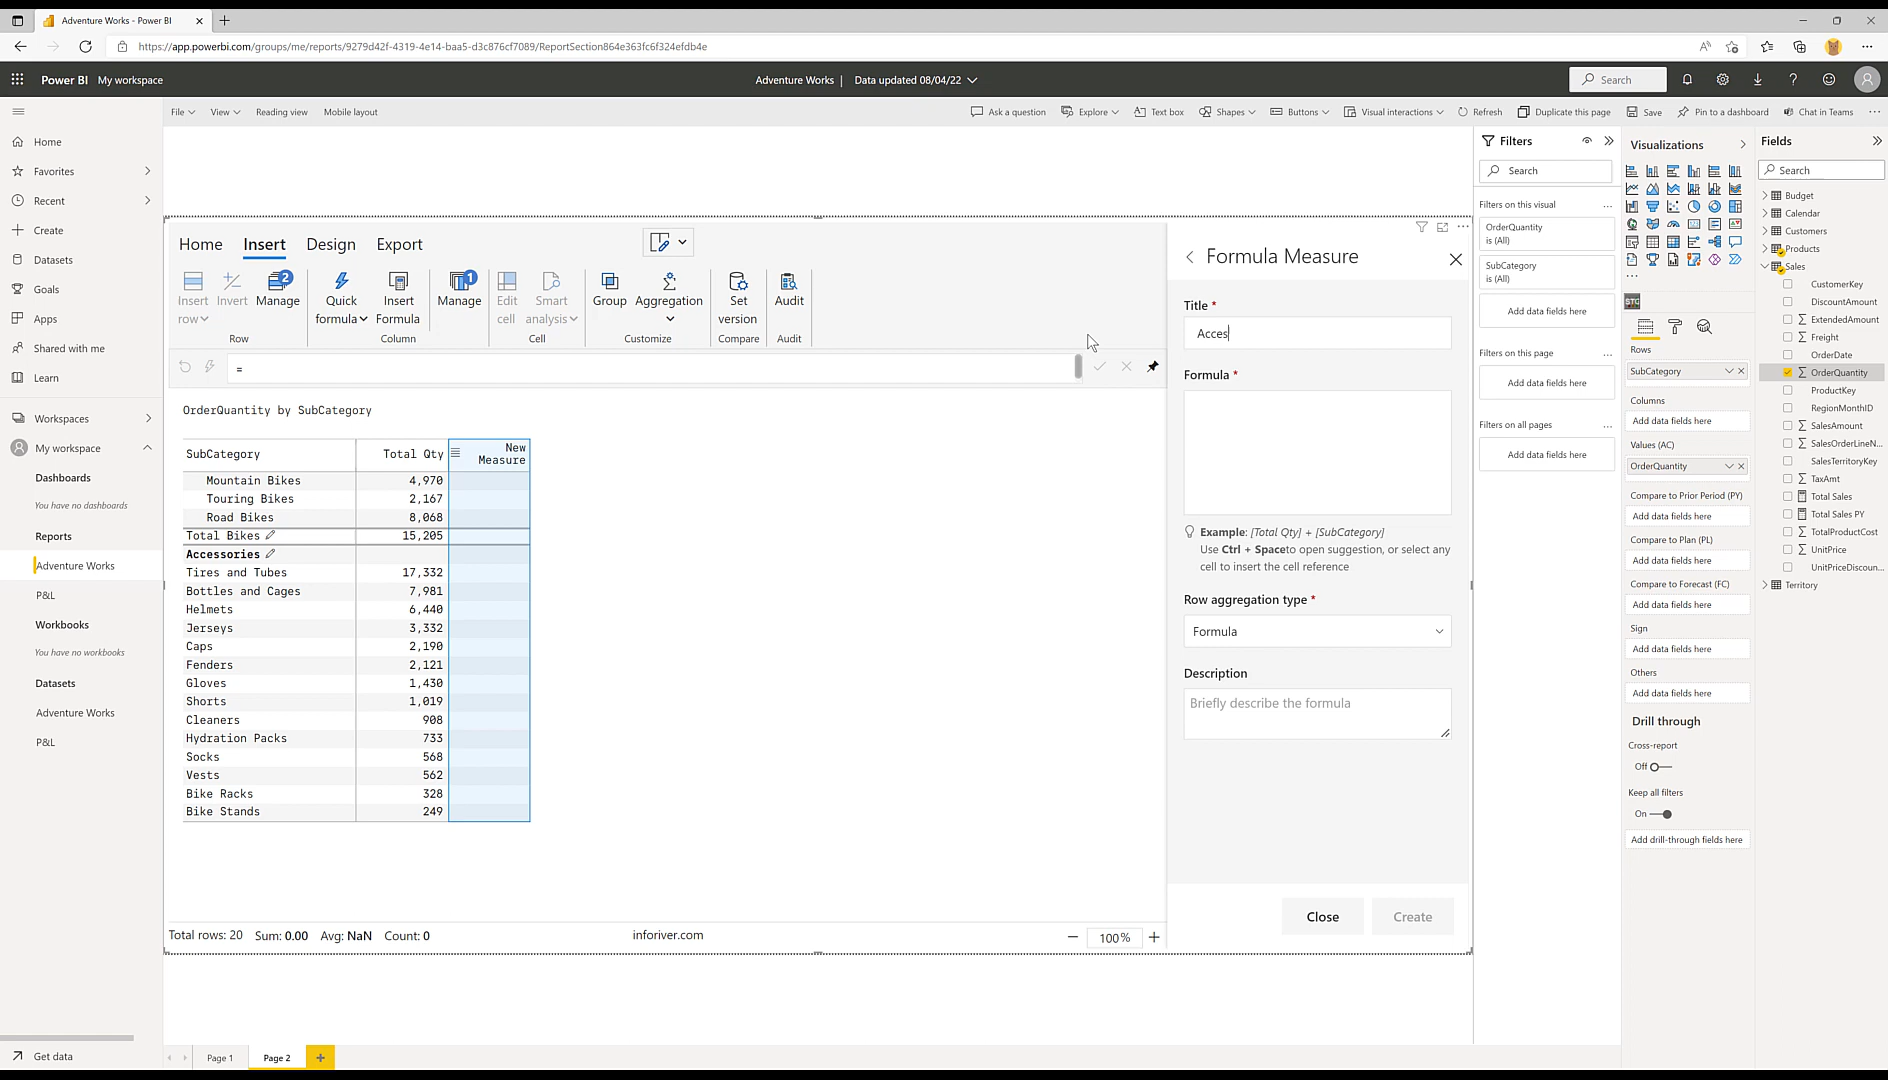 Adventure Works - Power BI
https://app.powerbi.com/groups/me/reports/9279d42f-4319-4e14-baa5-d3c876cf7089/ReportSection864e363fc6f324efdb4e
Power BI My workspace
Adventure Works | Data updated 08/04/22
Search
File View Reading view Mobile layout
Ask a question Explore Text box Shapes Buttons Visual interactions Refresh Duplicate this page Save Pin to a dashboard Chat in Teams
Home
Favorites
Recent
Create
Datasets
Goals
Apps
Shared with me
Learn
Workspaces
My workspace
Dashboards
You have no dashboards
Reports
Adventure Works
P&L
Workbooks
You have no workbooks
Datasets
Adventure Works
P&L
Get data
Home Insert Design Export
Insert row
Invert
Manage
2
Row
Quick formula
Insert Formula
Column
Manage
1
Edit cell
Smart analysis
Cell
Group
Aggregation
Customize
Set version
Compare
Audit
Audit
=
OrderQuantity by SubCategory
SubCategory Total Qty New Measure
Mountain Bikes 4,970
Touring Bikes 2,167
Road Bikes 8,068
Total Bikes 15,205
Accessories
Tires and Tubes 17,332
Bottles and Cages 7,981
Helmets 6,440
Jerseys 3,332
Caps 2,190
Fenders 2,121
Gloves 1,430
Shorts 1,019
Cleaners 908
Hydration Packs 733
Socks 568
Vests 562
Bike Racks 328
Bike Stands 249
Total rows: 20 Sum: 0.00 Avg: NaN Count: 0
inforiver.com
100%
Page 1 Page 2
Formula Measure
Title *
Acces
Formula *
Example: [Total Qty] + [SubCategory]
Use Ctrl + Spaceto open suggestion, or select any
cell to insert the cell reference
Row aggregation type *
Formula
Description
Briefly describe the formula
Close Create
Filters
Search
Filters on this visual
OrderQuantity
is (All)
SubCategory
is (All)
Add data fields here
Filters on this page
Add data fields here
Filters on all pages
Add data fields here
Visualizations
Rows
SubCategory
Columns
Add data fields here
Values (AC)
OrderQuantity
Compare to Prior Period (PY)
Add data fields here
Compare to Plan (PL)
Add data fields here
Compare to Forecast (FC)
Add data fields here
Sign
Add data fields here
Others
Add data fields here
Drill through
Cross-report
Off
Keep all filters
On
Add drill-through fields here
Fields
Search
Budget
Calendar
Customers
Products
Sales
CustomerKey
DiscountAmount
ExtendedAmount
Freight
OrderDate
OrderQuantity
ProductKey
RegionMonthID
SalesAmount
SalesOrderLineN...
SalesTerritoryKey
TaxAmt
Total Sales
Total Sales PY
TotalProductCost
UnitPrice
UnitPriceDiscoun...
Territory